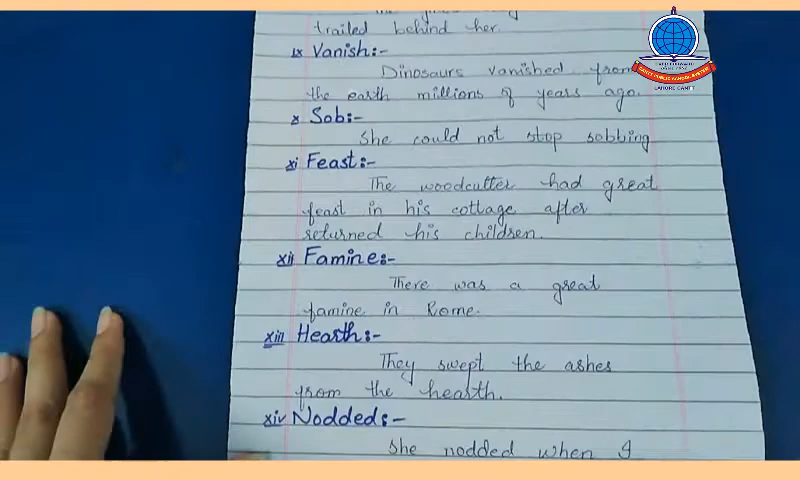 trailed behind her.
ix Vanish:-
Dinosaurs vanished from
the earth millions of years ago.
x Sob:-
She could not stop sobbing
xi Feast:-
The woodcutter had great
feast in his cottage after
returned his children.
xii Famine:-
There was a great
famine in Rome.
xiii Hearth:-
They swept the ashes
from the hearth.
xiv Nodded:-
She nodded when I
LAHORE CANTT